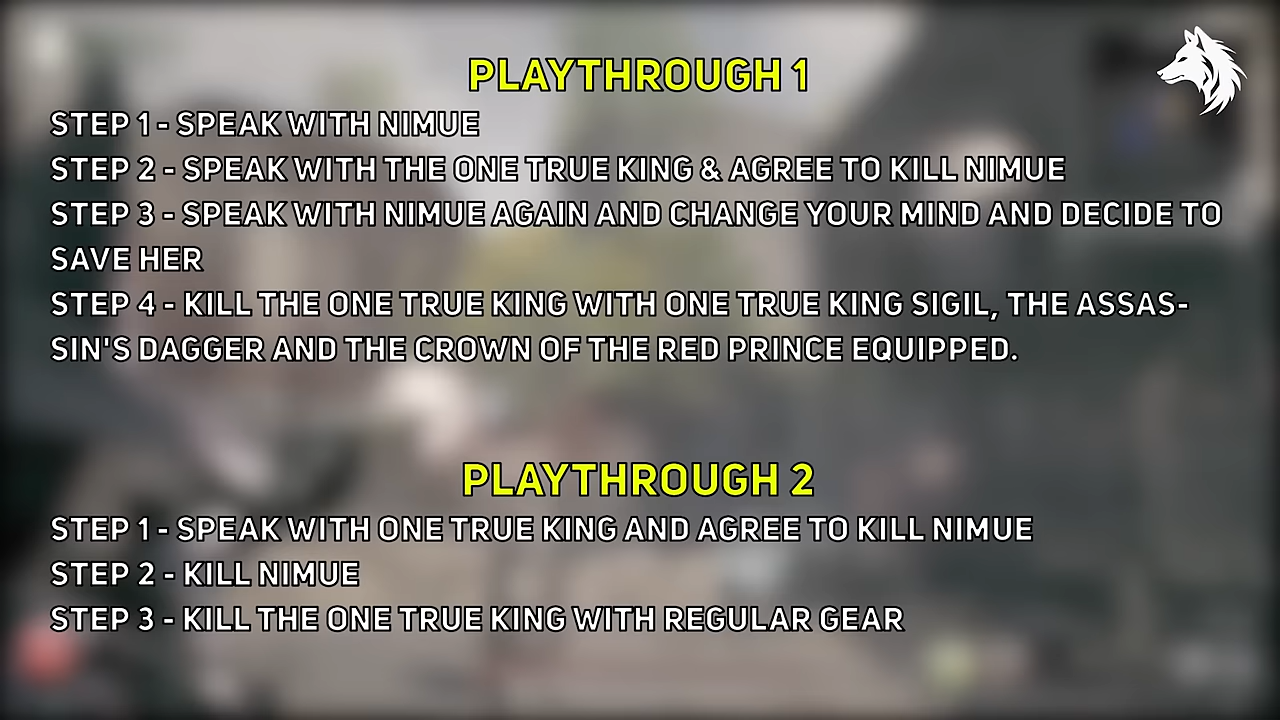 PLAYTHROUGH 1
STEP 1 - SPEAK WITH NIMUE
STEP 2 - SPEAK WITH THE ONE TRUE KING & AGREE TO KILL NIMUE
STEP 3 - SPEAK WITH NIMUE AGAIN AND CHANGE YOUR MIND AND DECIDE TO
SAVE HER
STEP 4 - KILL THE ONE TRUE KING WITH ONE TRUE KING SIGIL, THE ASSAS-
SIN'S DAGGER AND THE CROWN OF THE RED PRINCE EQUIPPED.
PLAYTHROUGH 2
STEP 1 - SPEAK WITH ONE TRUE KING AND AGREE TO KILL NIMUE
STEP 2 - KILL NIMUE
STEP 3 - KILL THE ONE TRUE KING WITH REGULAR GEAR